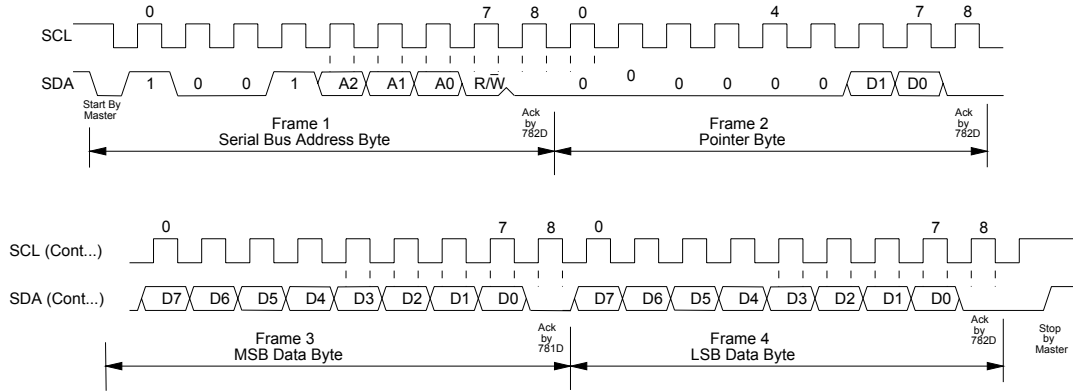 0 7 8 0 4 7 8
SCL
SDA 1 0 0 1 A2 A1 A0 R/W̅ 0 0 0 0 0 0 D1 D0
Start By
Master
Frame 1
Serial Bus Address Byte
Ack
by
782D
Frame 2
Pointer Byte
Ack
by
782D
0 7 8 0 7 8
SCL (Cont...)
SDA (Cont...) D7 D6 D5 D4 D3 D2 D1 D0 D7 D6 D5 D4 D3 D2 D1 D0
Frame 3
MSB Data Byte
Ack
by
781D
Frame 4
LSB Data Byte
Ack
by
782D
Stop
by
Master